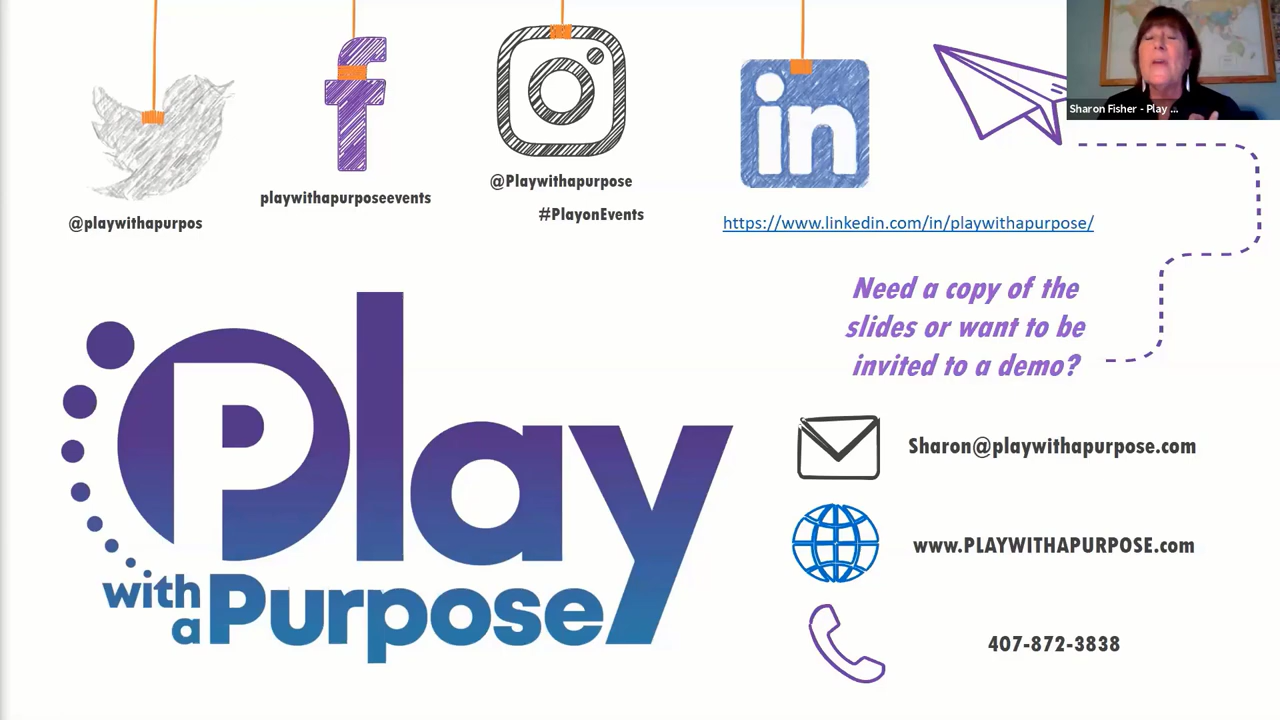 Sharon Fisher - Play ...
@playwithapurpos
playwithaporposeevents
@Playwithapurpose
#PlayonEvents
https://www.linkedin.com/in/playwithapurpose/
Need a copy of the
slides or want to be
invited to a demo?
Play
with
a Purpose
Sharon@playwithapurpose.com
www.PLAYWITHAPURPOSE.com
407-872-3838